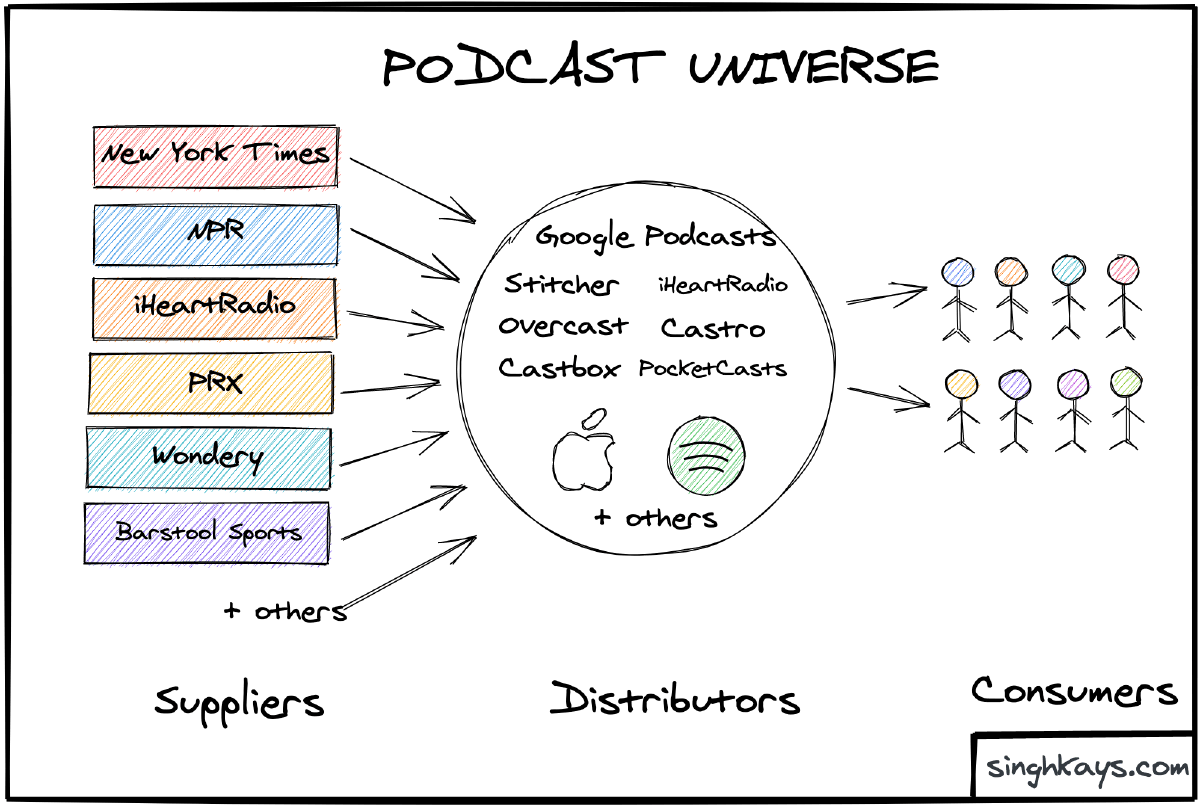 PODCAST UNIVERSE
New York Times
NPR
iHeartRadio
PRX
Wondery
Barstool Sports
+ others
Google Podcasts
Stitcher iHeartRadio
Overcast Castro
Castbox PocketCasts
+ others
Suppliers
Distributors
Consumers
singhkays.com